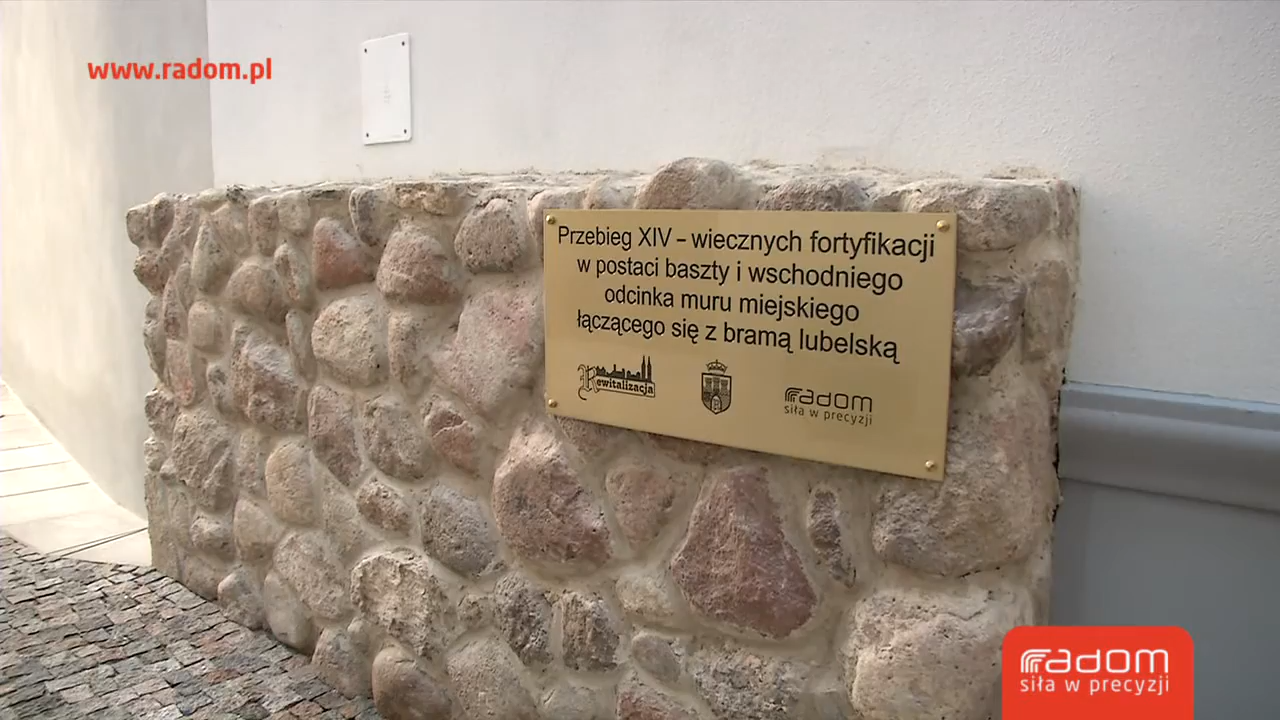 www.radom.pl
Przebieg XIV – wiecznych fortyfikacji
w postaci baszty i wschodniego
odcinka muru miejskiego
łączącego się z bramą lubelską
Rewitalizacja
radom
siła w precyzji
radom
siła w precyzji